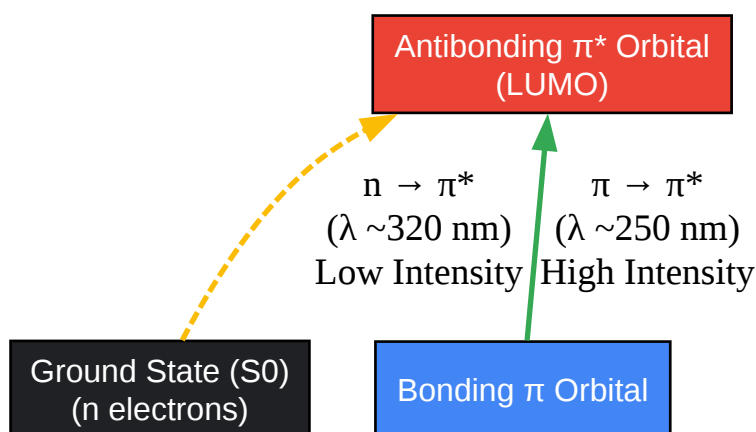 Antibonding π* Orbital
(LUMO)
n → π*
(λ ~320 nm)
Low Intensity
π → π*
(λ ~250 nm)
High Intensity
Ground State (S0)
(n electrons)
Bonding π Orbital